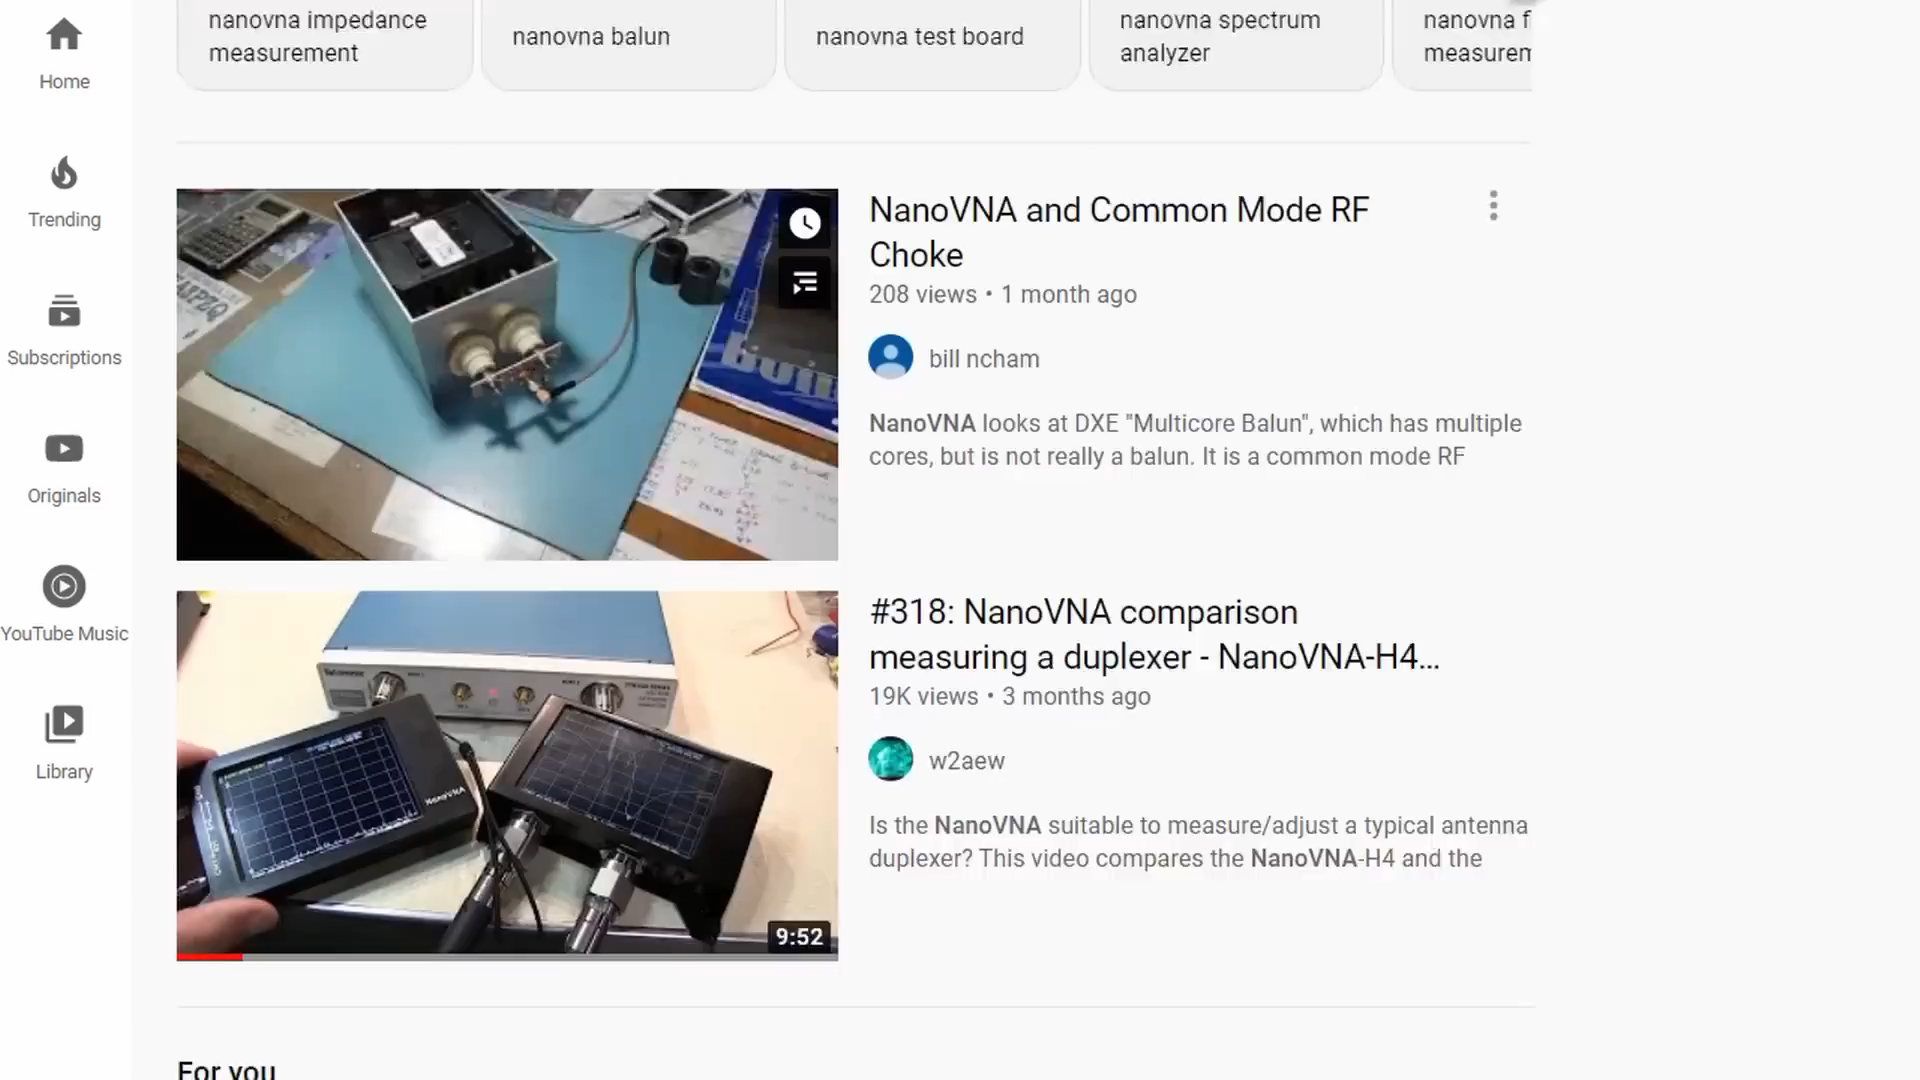 nanovna impedance
measurement
nanovna balun
nanovna test board
nanovna spectrum
analyzer
nanovna f
measurem
Home
Trending
Subscriptions
Originals
YouTube Music
Library
NanoVNA and Common Mode RF
Choke
208 views • 1 month ago
bill ncham
NanoVNA looks at DXE "Multicore Balun", which has multiple
cores, but is not really a balun. It is a common mode RF
NanoVNA
9:52
#318: NanoVNA comparison
measuring a duplexer - NanoVNA-H4...
19K views • 3 months ago
w2aew
Is the NanoVNA suitable to measure/adjust a typical antenna
duplexer? This video compares the NanoVNA-H4 and the
For you